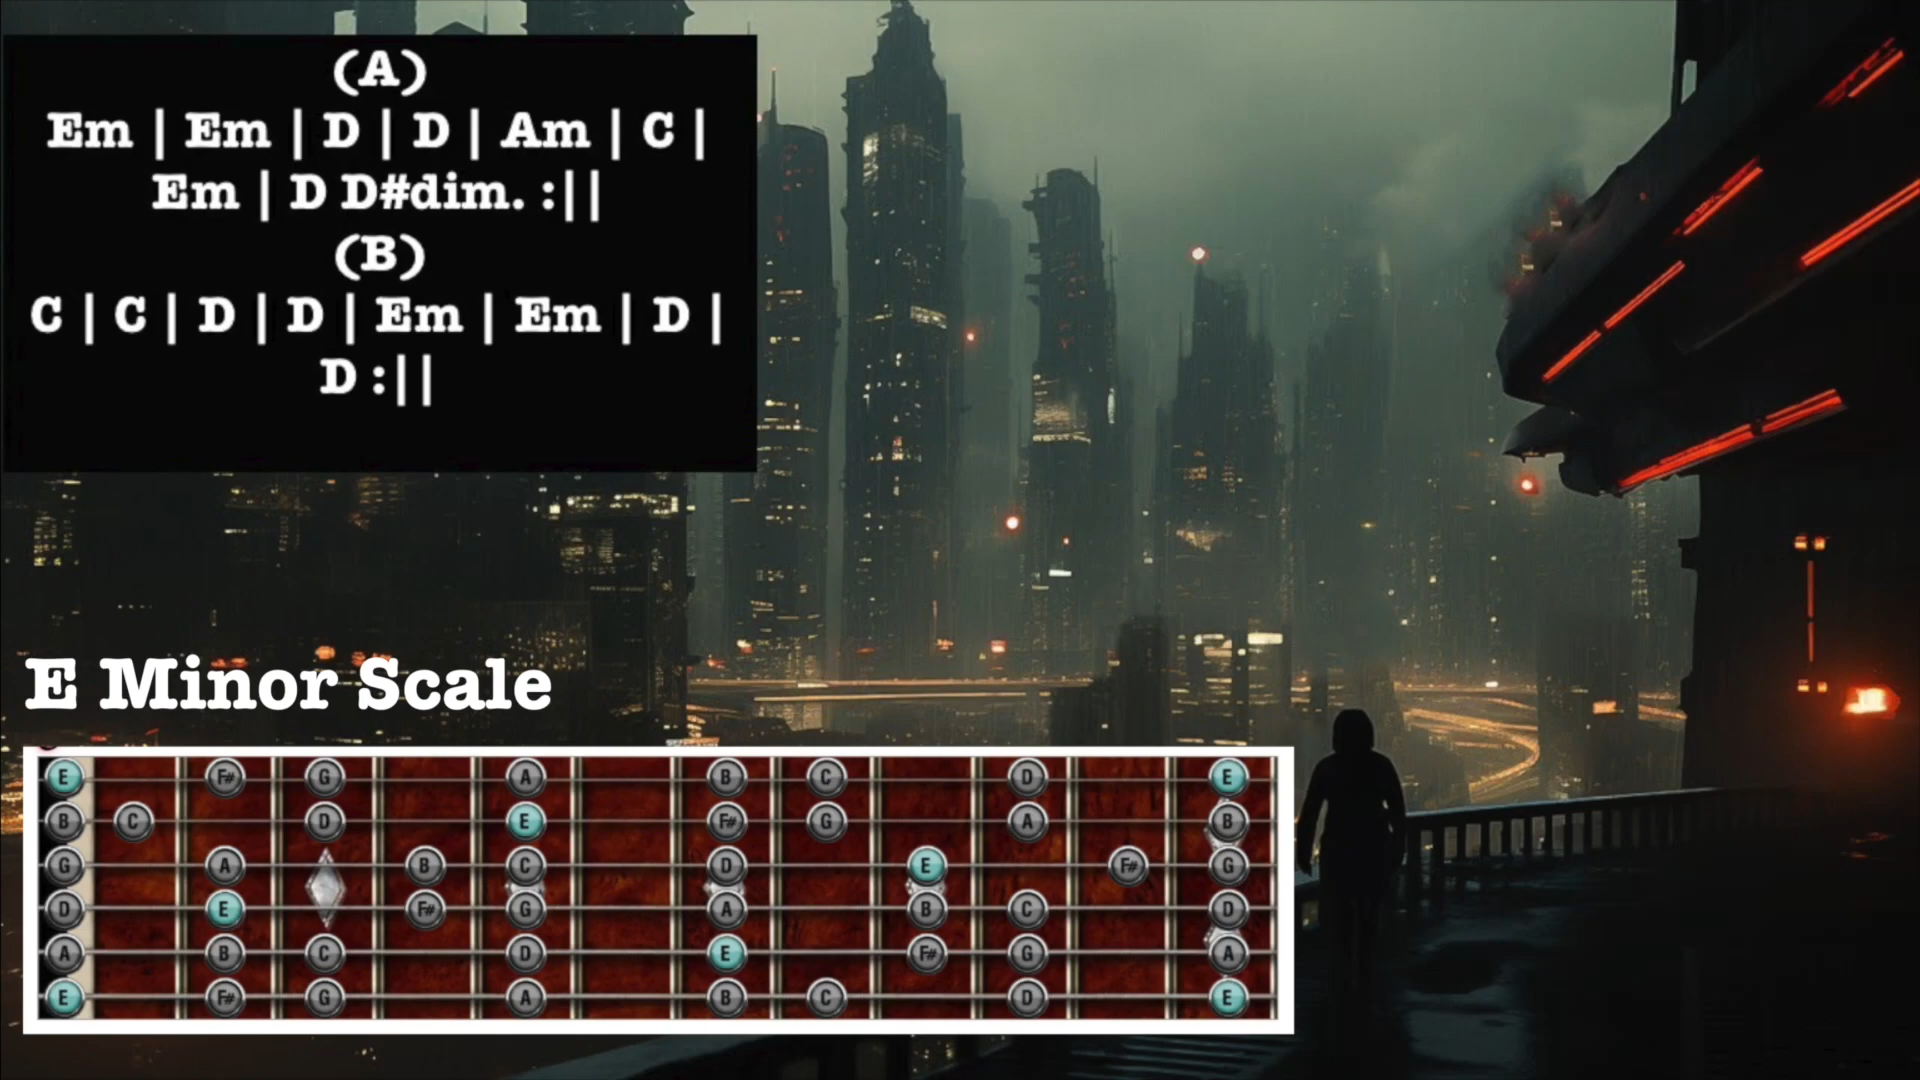 (A)
Em | Em | D | D | Am | C |
Em | D D#dim. :||
(B)
C | C | D | D | Em | Em | D |
D :||
E Minor Scale
E F# G A B C D E
B C D E F# G A B
G A B C D E F# G
D E F# G A B C D
A B C D E F# G A
E F# G A B C D E